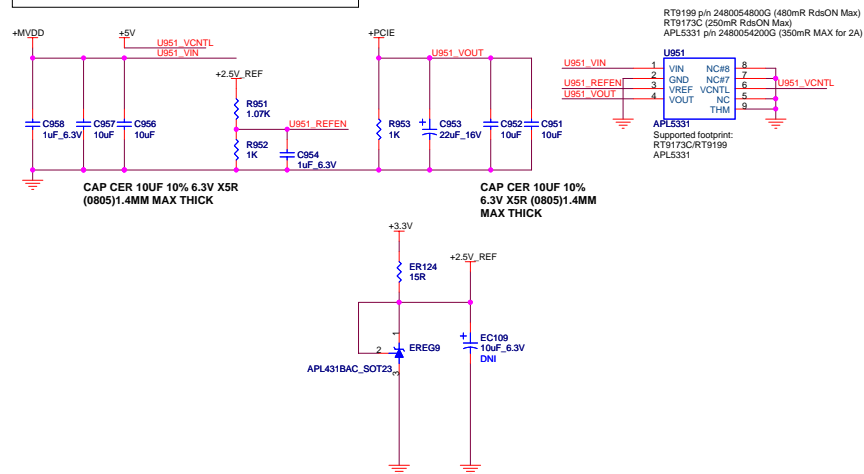 RT9199 p/n 2480054800G (480mR RdsON Max)
RT9173C (250mR RdsON Max)
APL5331 p/n 2480054200G (350mR MAX for 2A)
+MVDD
+5V
U951_VCNTL
U951_VIN
+2.5V_REF
R951
1.07K
U951_REFEN
R952
1K
C958
1uF_6.3V
C957
10uF
C956
10uF
C954
1uF_6.3V
CAP CER 10UF 10% 6.3V X5R
(0805)1.4MM MAX THICK
+PCIE
U951_VOUT
R953
1K
C953
22uF_16V
C952
10uF
C951
10uF
CAP CER 10UF 10%
6.3V X5R (0805)1.4MM
MAX THICK
U951
U951_VIN 1 VIN NC#8 8
2 GND NC#7 7
U951_REFEN 3 VREF VCNTL 6 U951_VCNTL
U951_VOUT 4 VOUT NC 5
THM 9
APL5331
Supported footprint:
RT9173C/RT9199
APL5331
+3.3V
ER124
15R
+2.5V_REF
1
2
3
EREG9
APL431BAC_SOT23
EC109
10uF_6.3V
DNI